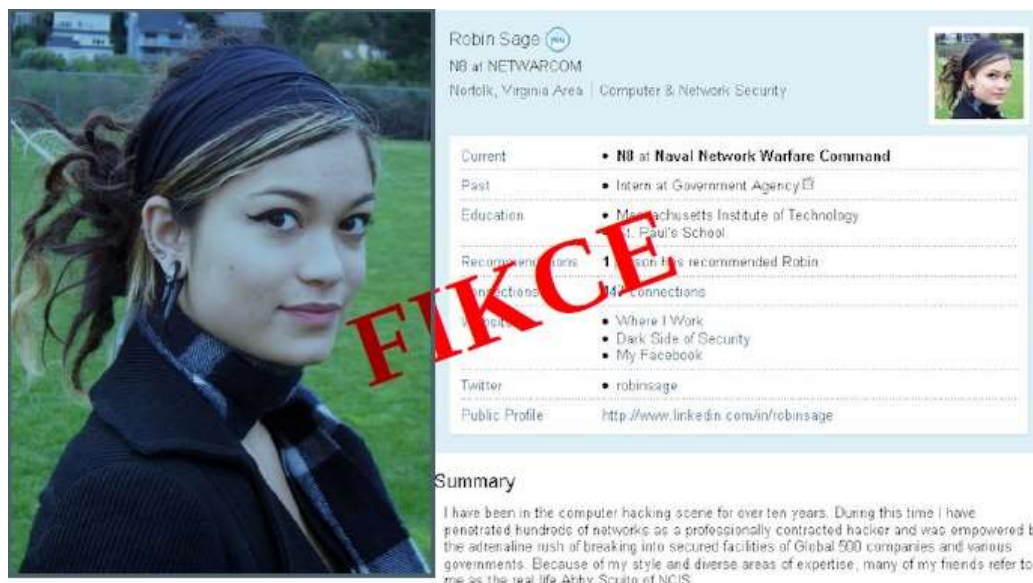 Robin Sage you
N8 at NETWARCOM
Norfolk, Virginia Area | Computer & Network Security
Current
• N8 at Naval Network Warfare Command
Past
• Intern at Government Agency
Education
• Massachusetts Institute of Technology
• St. Paul's School
Recommendations
1 person has recommended Robin
Connections
connections
Websites
• Where I Work
• Dark Side of Security
• My Facebook
Twitter
• robinsage
Public Profile
http://www.linkedin.com/in/robinsage
FIKCE
Summary
I have been in the computer hacking scene for over ten years. During this time I have
penetrated hundreds of networks as a professionally contracted hacker and was empowered b
the adrenaline rush of breaking into secured facilities of Global 500 companies and various
governments. Because of my style and diverse areas of expertise, many of my friends refer to
me as the real life Abby Scuito of NCIS